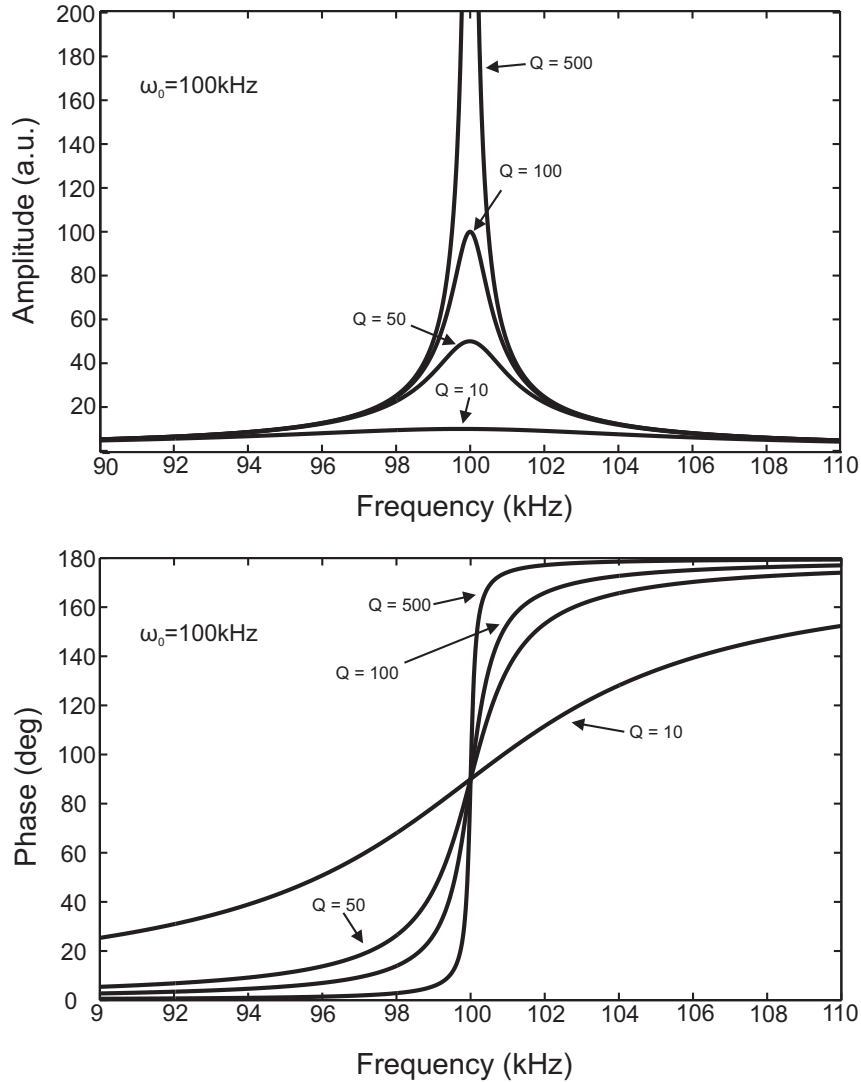 200
180
160
140
120
100
80
60
40
20
Amplitude (a.u.)
ω₀=100kHz
Q = 500
Q = 100
Q = 50
Q = 10
90 92 94 96 98 100 102 104 106 108 110
Frequency (kHz)
180
160
140
120
100
80
60
40
20
0
Phase (deg)
ω₀=100kHz
Q = 500
Q = 100
Q = 10
Q = 50
9 92 94 96 98 100 102 104 106 108 110
Frequency (kHz)